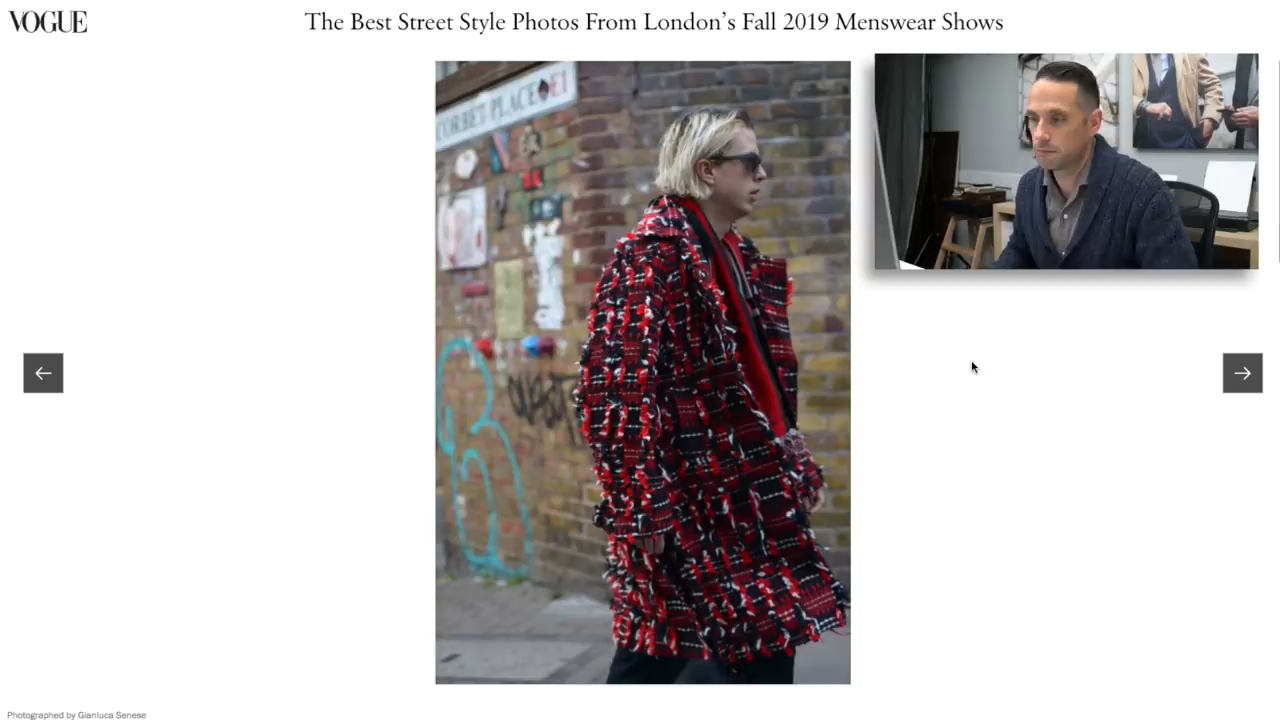 VOGUE
The Best Street Style Photos From London's Fall 2019 Menswear Shows
CORBET PLACE E1
Photographed by Gianluca Senese